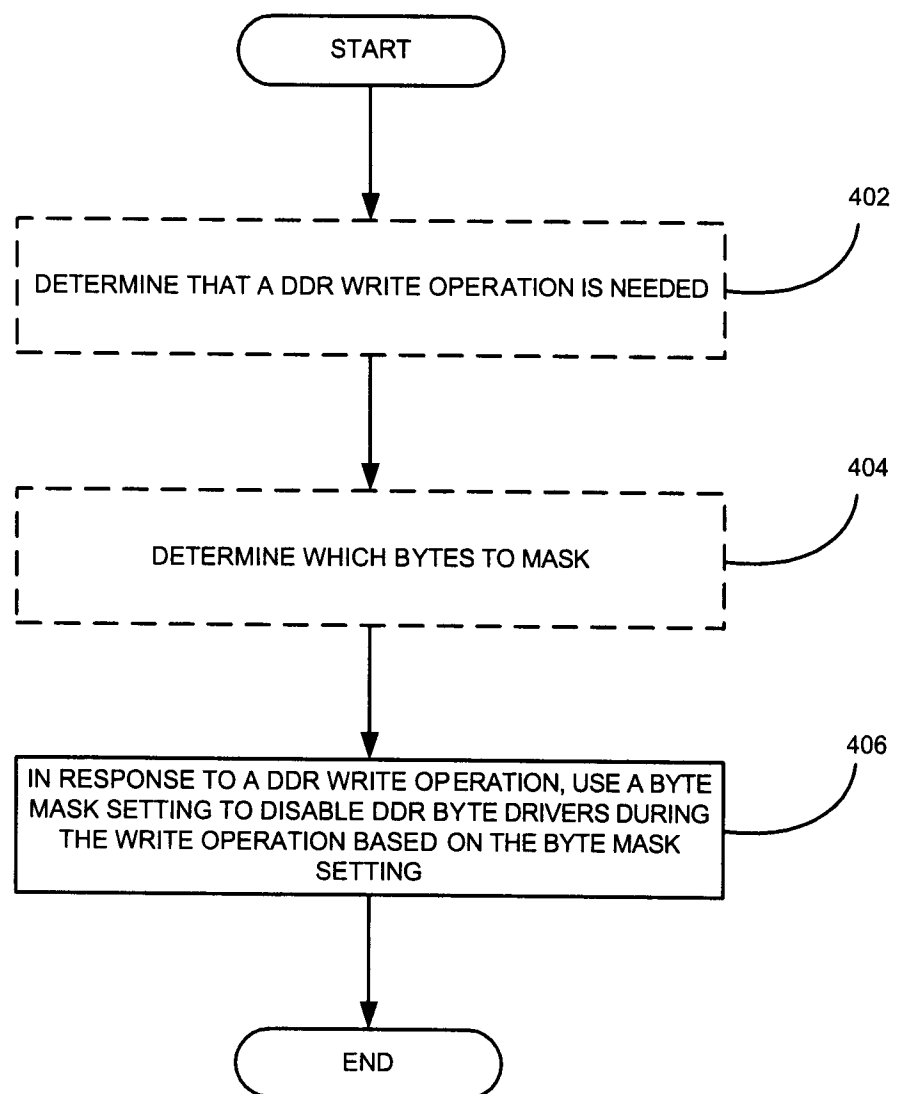 START
402
DETERMINE THAT A DDR WRITE OPERATION IS NEEDED
404
DETERMINE WHICH BYTES TO MASK
406
IN RESPONSE TO A DDR WRITE OPERATION, USE A BYTE
MASK SETTING TO DISABLE DDR BYTE DRIVERS DURING
THE WRITE OPERATION BASED ON THE BYTE MASK
SETTING
END